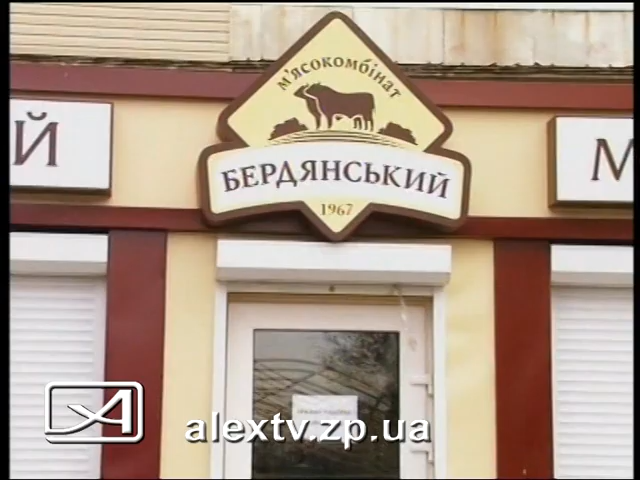 м'ясокомбінат
БЕРДЯНСЬКИЙ
1967
Й
М
alextv.zp.ua